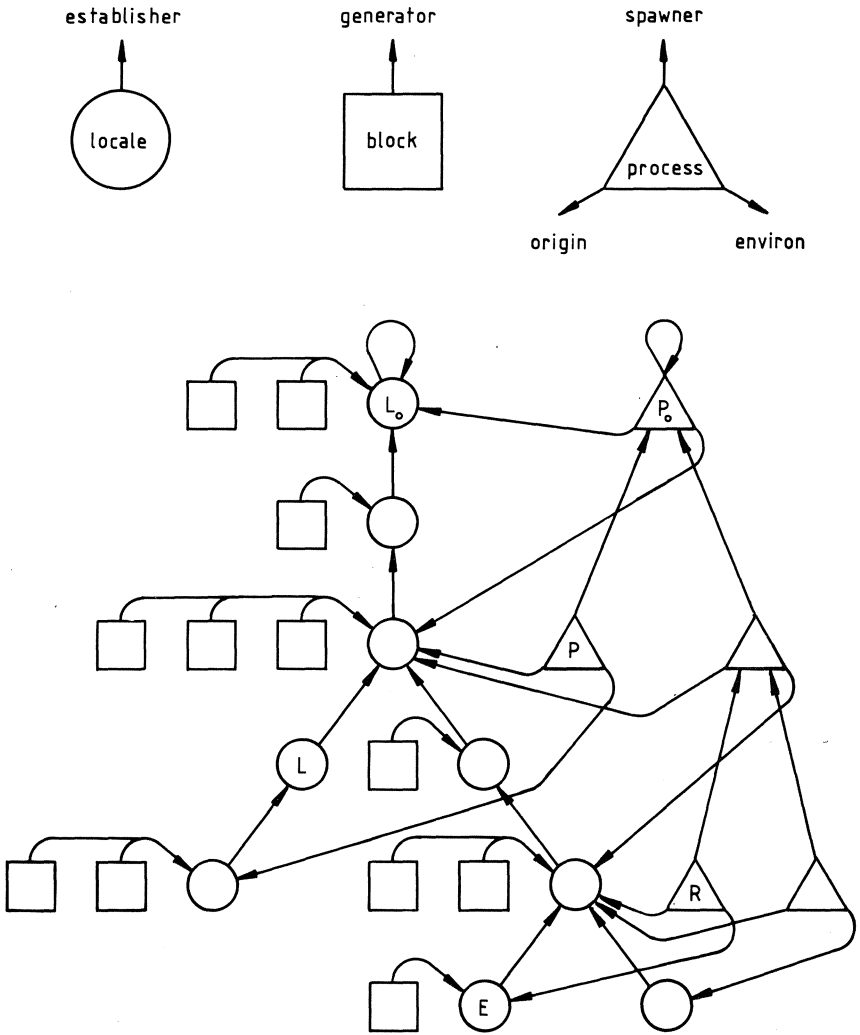 establisher generator spawner
locale block process
origin environ
L₀ P₀
P
L
R
E